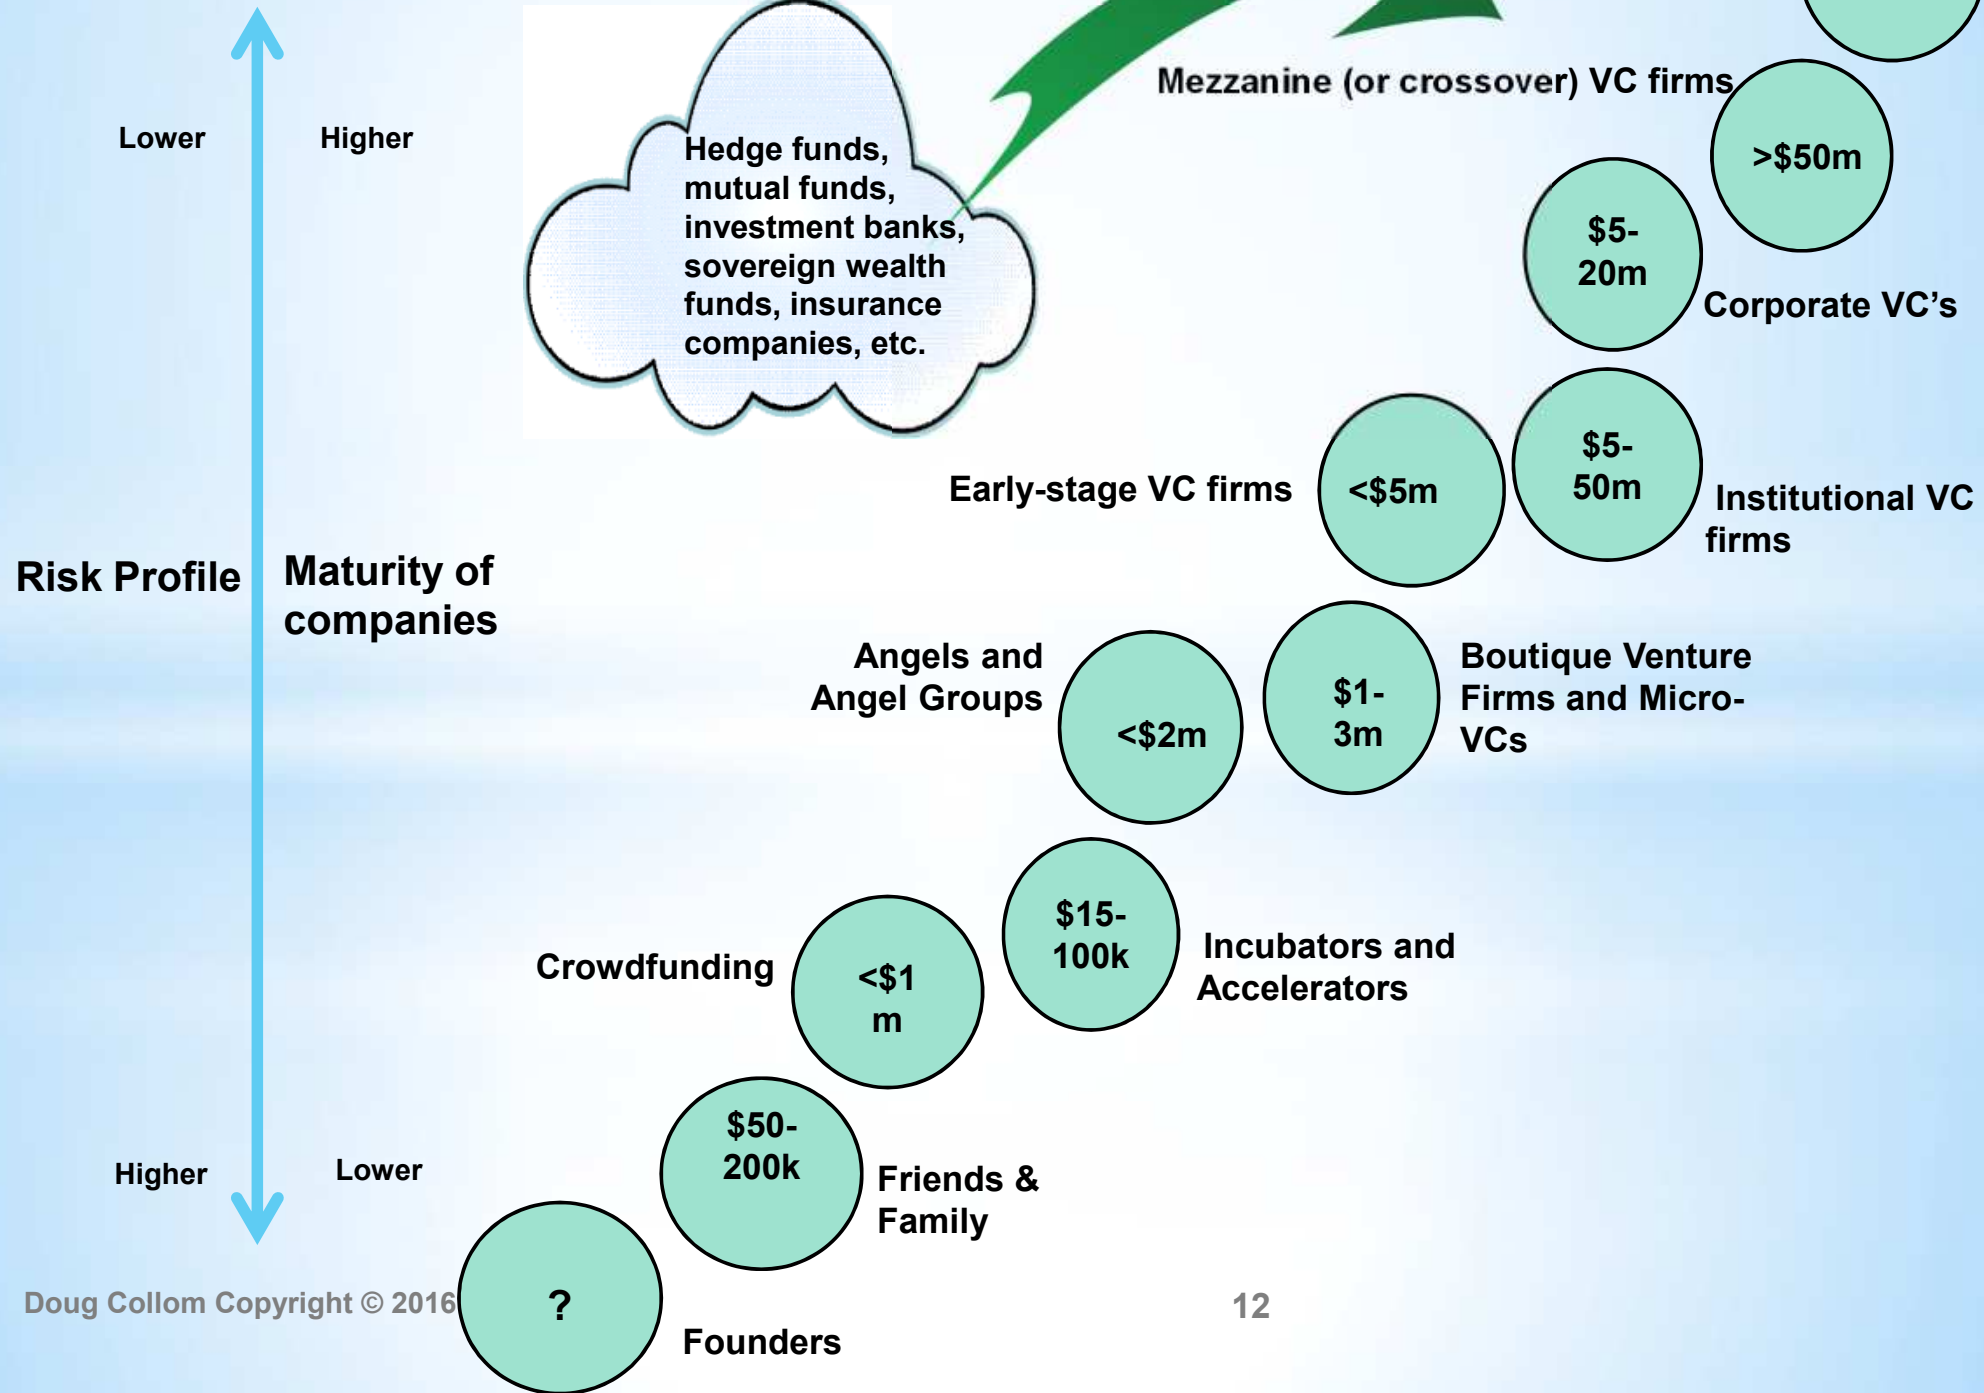 Mezzanine (or crossover) VC firms
Lower
Higher
Hedge funds,
mutual funds,
investment banks,
sovereign wealth
funds, insurance
companies, etc.
>$50m
$5-
20m
Corporate VC’s
Early-stage VC firms
<$5m
$5-
50m
Institutional VC
firms
Risk Profile
Maturity of
companies
Angels and
Angel Groups
<$2m
$1-
3m
Boutique Venture
Firms and Micro-
VCs
Crowdfunding
<$1
m
$15-
100k
Incubators and
Accelerators
$50-
200k
Friends &
Family
Higher
Lower
?
Founders
Doug Collom Copyright © 2016
12